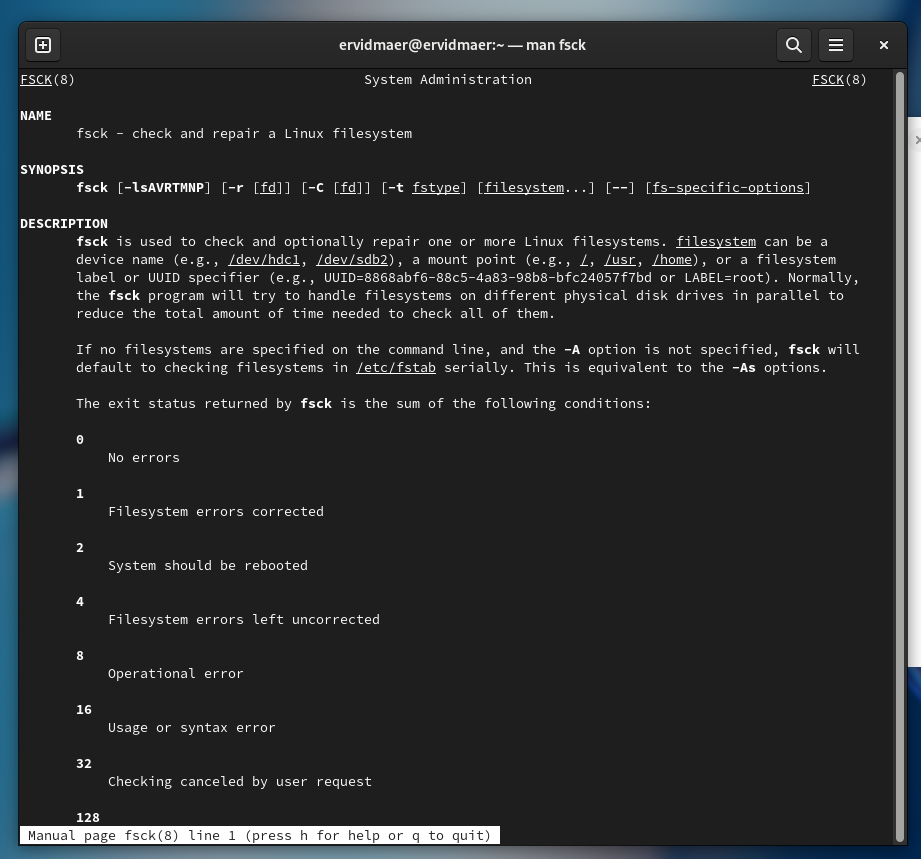 ervidmaer@ervidmaer:~ — man fsck
FSCK(8) System Administration FSCK(8)
NAME
fsck - check and repair a Linux filesystem
SYNOPSIS
fsck [-lsAVRTMNP] [-r [fd]] [-C [fd]] [-t fstype] [filesystem...] [--] [fs-specific-options]
DESCRIPTION
fsck is used to check and optionally repair one or more Linux filesystems. filesystem can be a
device name (e.g., /dev/hdc1, /dev/sdb2), a mount point (e.g., /, /usr, /home), or a filesystem
label or UUID specifier (e.g., UUID=8868abf6-88c5-4a83-98b8-bfc24057f7bd or LABEL=root). Normally,
the fsck program will try to handle filesystems on different physical disk drives in parallel to
reduce the total amount of time needed to check all of them.
If no filesystems are specified on the command line, and the -A option is not specified, fsck will
default to checking filesystems in /etc/fstab serially. This is equivalent to the -As options.
The exit status returned by fsck is the sum of the following conditions:
0
No errors
1
Filesystem errors corrected
2
System should be rebooted
4
Filesystem errors left uncorrected
8
Operational error
16
Usage or syntax error
32
Checking canceled by user request
128
Manual page fsck(8) line 1 (press h for help or q to quit)